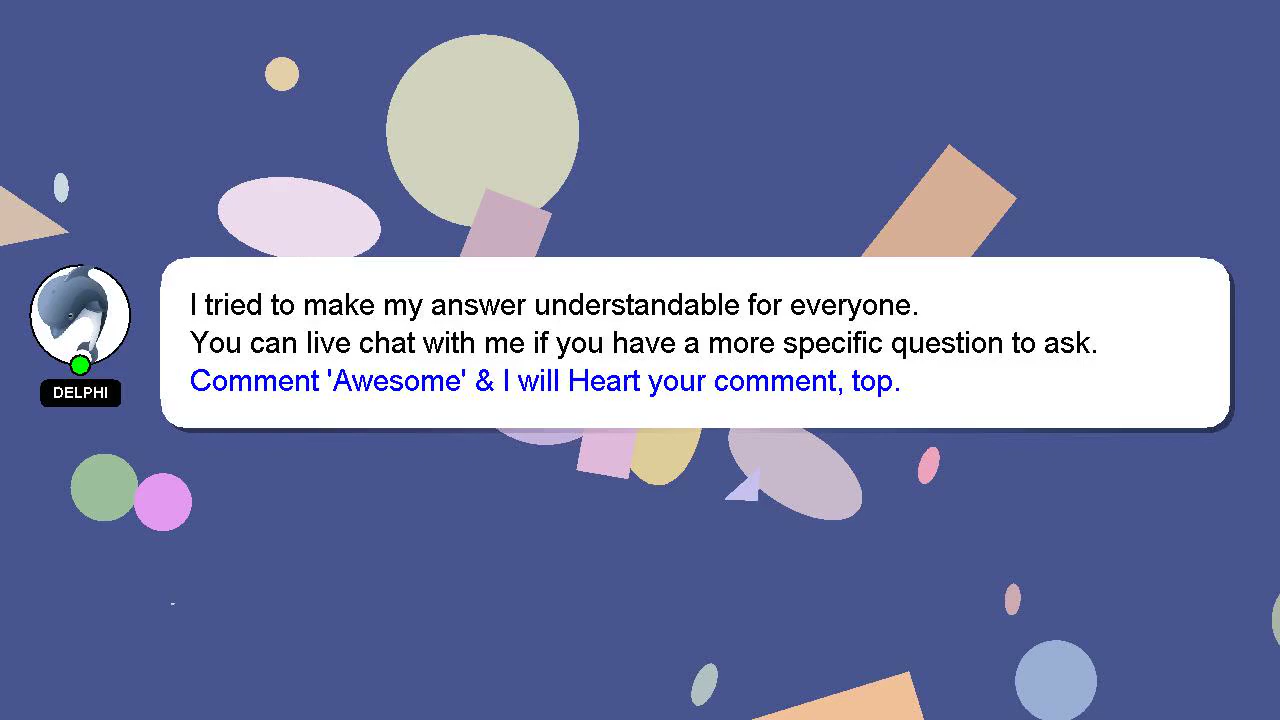 I tried to make my answer understandable for everyone.
You can live chat with me if you have a more specific question to ask.
Comment 'Awesome' & I will Heart your comment, top.
DELPHI